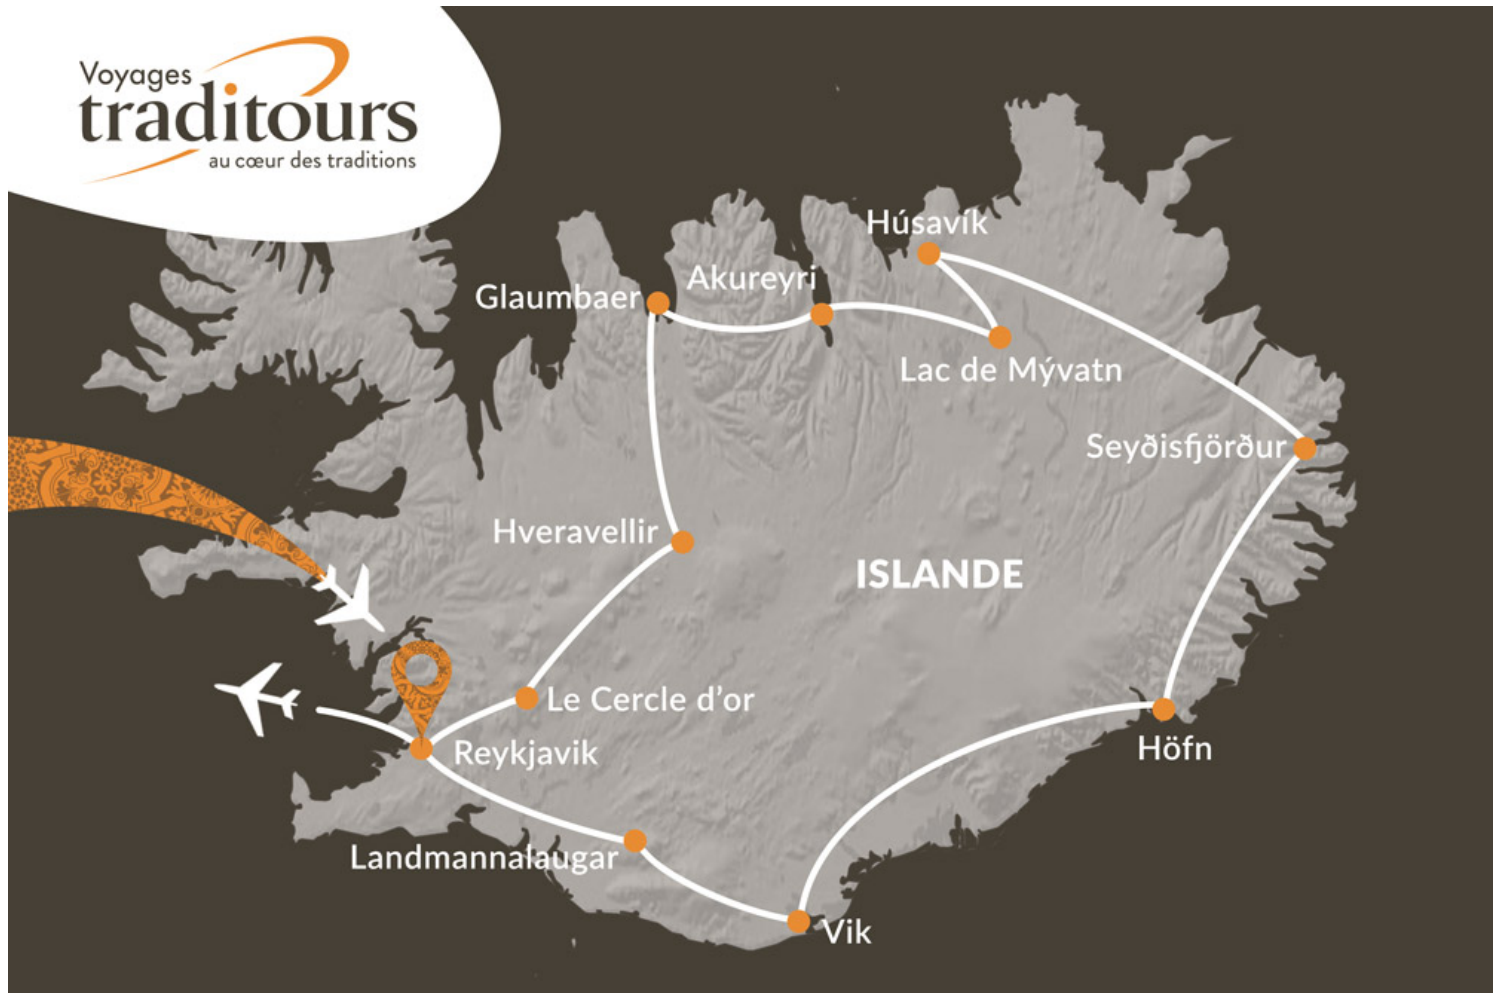 Voyages
traditours
au cœur des traditions
Húsavík
Akureyri
Glaumbaer
Lac de Mývatn
Seyðisfjörður
Hveravellir
ISLANDE
Le Cercle d’or
Reykjavik
Höfn
Landmannalaugar
Vik